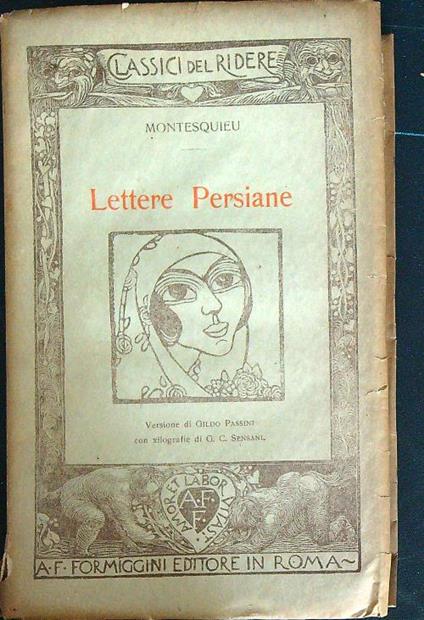 CLASSICI DEL RIDERE
MONTESQUIEU
Lettere Persiane
Versione di GILDO PASSINI
con xilografie di G. C. SENSANI.
AMOR ET LABOR VITAST
A.F.
F.
A·F· FORMIGGINI EDITORE IN ROMA